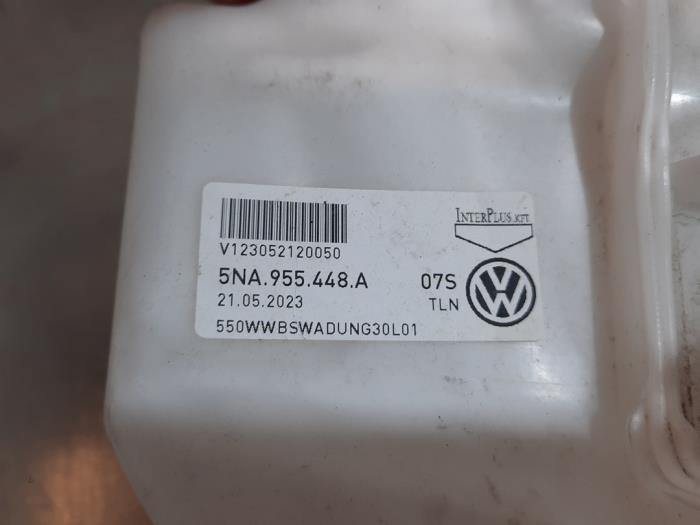 INTERPLUS.KFT.
V123052120050
5NA.955.448.A 07S
21.05.2023 TLN
550WWBSWADUNG30L01